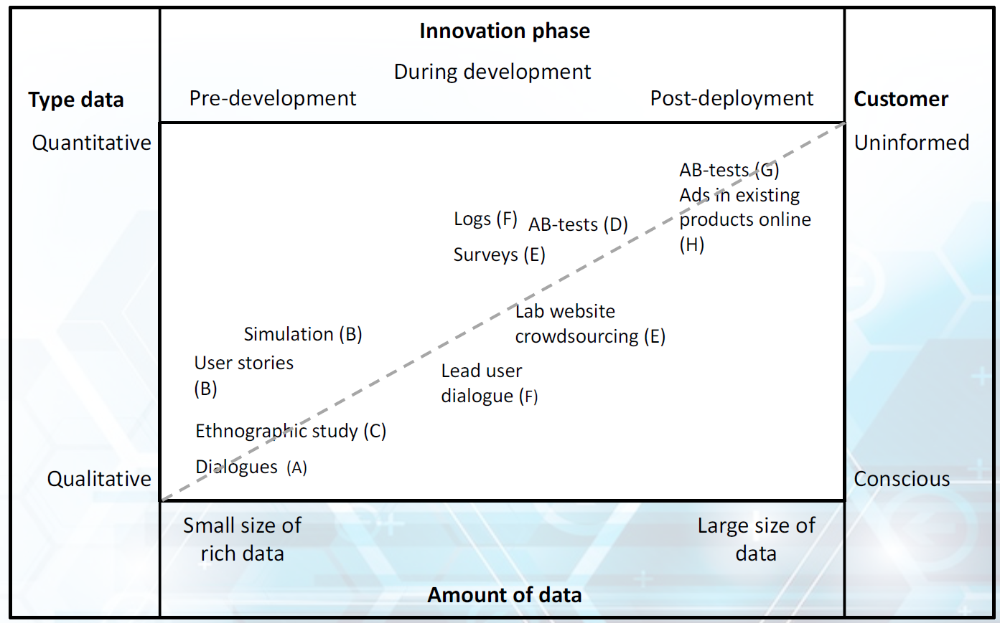 Innovation phase
During development
Type data
Pre-development
Post-deployment
Customer
Quantitative
Uninformed
AB-tests (G)
Ads in existing
products online
(H)
Logs (F)
AB-tests (D)
Surveys (E)
Lab website
crowdsourcing (E)
Simulation (B)
User stories
(B)
Lead user
dialogue (F)
Ethnographic study (C)
Dialogues (A)
Qualitative
Conscious
Small size of
rich data
Large size of
data
Amount of data